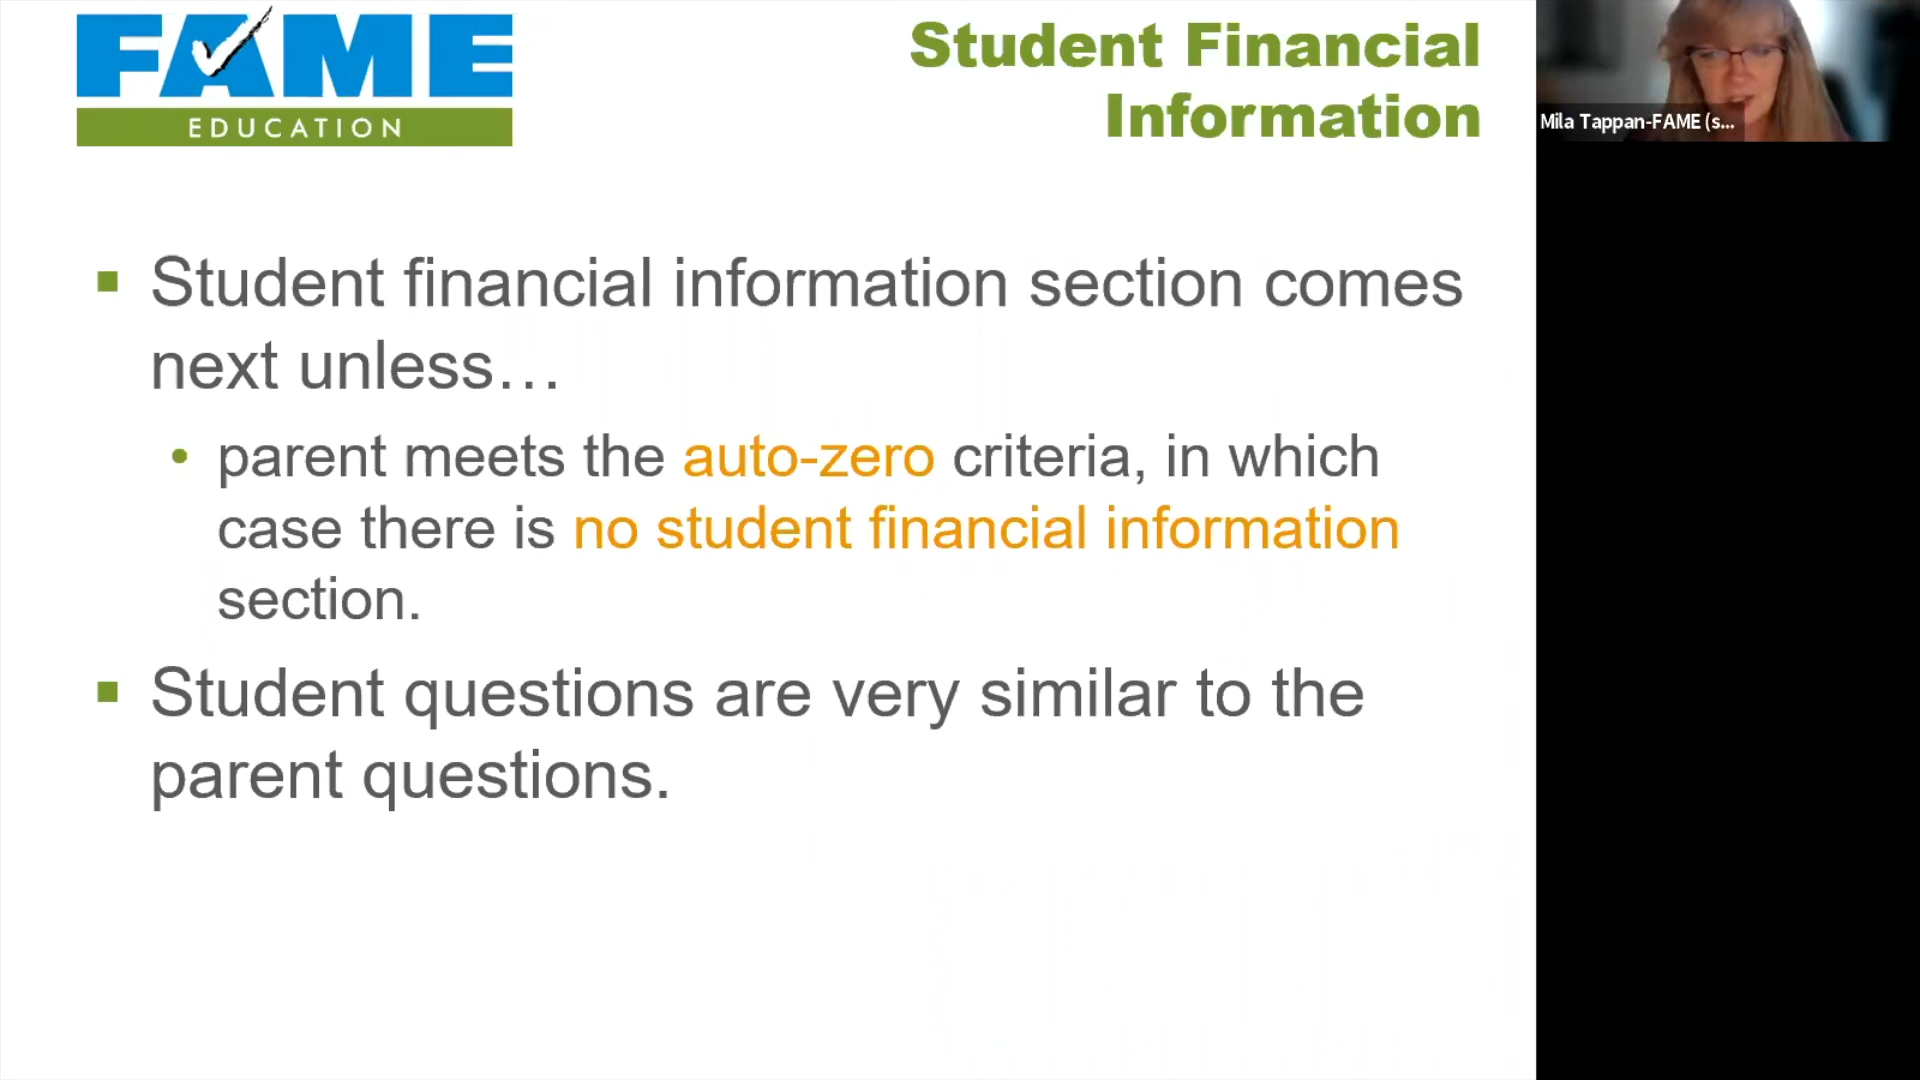 FAME
EDUCATION
Student Financial
Information
Mila Tappan-FAME (s...
▪ Student financial information section comes
next unless…
• parent meets the auto-zero criteria, in which
case there is no student financial information
section.
▪ Student questions are very similar to the
parent questions.